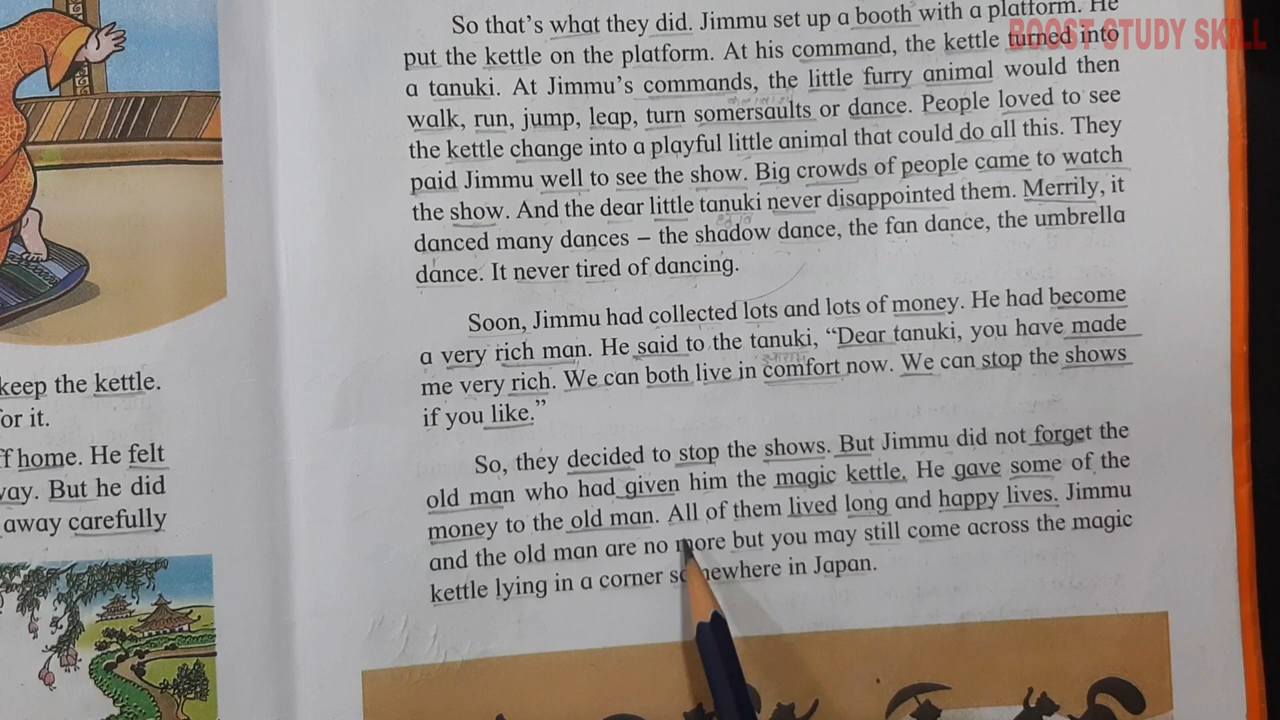 BOOST STUDY SKILL
So that's what they did. Jimmu set up a booth with a platform. He
put the kettle on the platform. At his command, the kettle turned into
a tanuki. At Jimmu's commands, the little furry animal would then
walk, run, jump, leap, turn somersaults or dance. People loved to see
the kettle change into a playful little animal that could do all this. They
paid Jimmu well to see the show. Big crowds of people came to watch
the show. And the dear little tanuki never disappointed them. Merrily, it
danced many dances – the shadow dance, the fan dance, the umbrella
dance. It never tired of dancing.
Soon, Jimmu had collected lots and lots of money. He had become
a very rich man. He said to the tanuki, “Dear tanuki, you have made
me very rich. We can both live in comfort now. We can stop the shows
if you like.”
So, they decided to stop the shows. But Jimmu did not forget the
old man who had given him the magic kettle. He gave some of the
money to the old man. All of them lived long and happy lives. Jimmu
and the old man are no more but you may still come across the magic
kettle lying in a corner somewhere in Japan.
keep the kettle.
for it.
home. He felt
But he did
away carefully